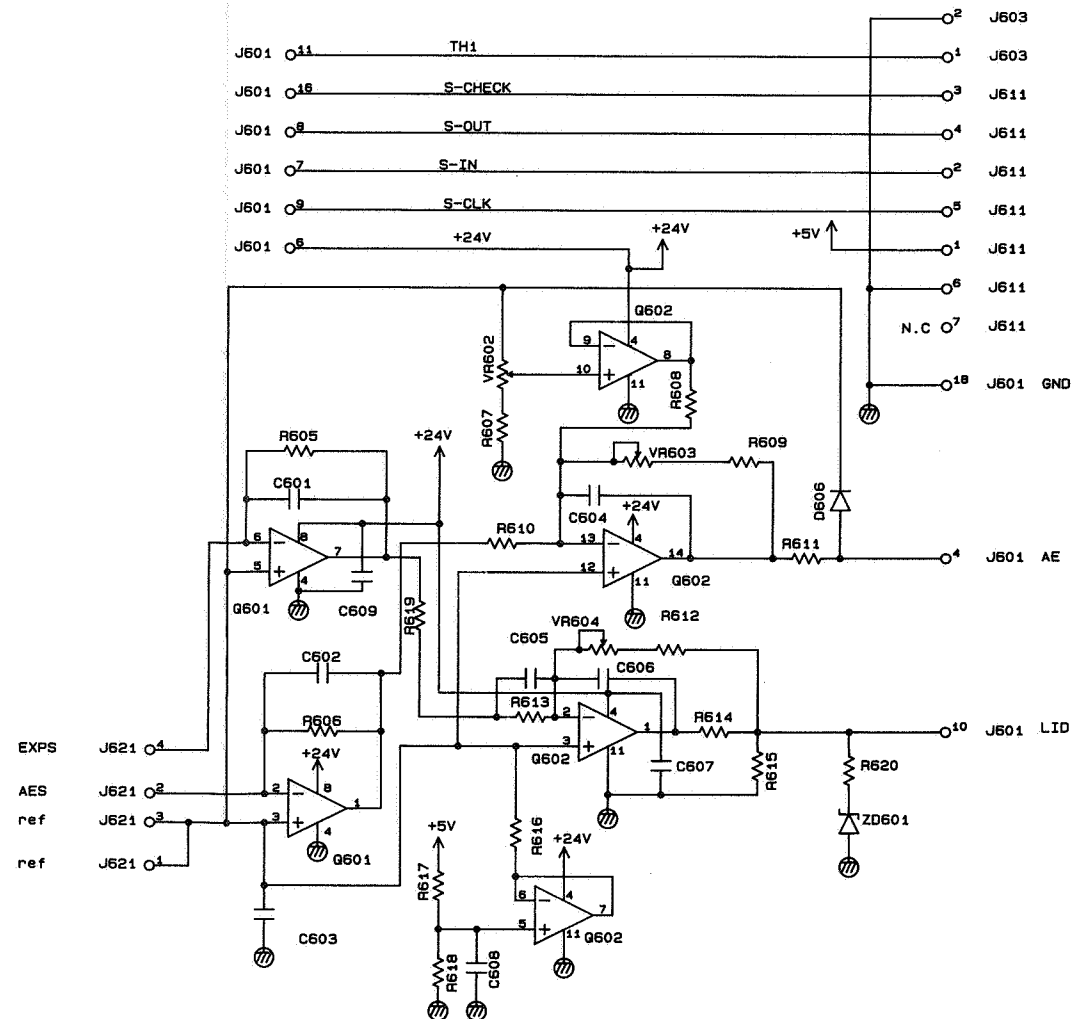 2 J603
J601 11 TH1 1 J603
J601 16 S-CHECK 3 J611
J601 8 S-OUT 4 J611
J601 7 S-IN 2 J611
J601 9 S-CLK 5 J611
J601 6 +24V +24V +5V 1 J611
6 J611
Q602
N.C 7 J611
9 − 4 8
VR602 10 + 11
18 J601 GND
R607 R608
R605 +24V VR603 R609
C601 D606
C604 +24V
R610 13 − 4 14 R611
6 − 8 7
5 + 4 12 + 11 Q602 4 J601 AE
Q601 C609 R619
R612
C605 VR604
C602 C606
R613 2 − 4 1 R614
R606 3 + 11 10 J601 LID
EXPS J621 4 +24V Q602 C607 R615 R620
AES J621 2 2 − 8 1
ref J621 3 3 + 4 +5V R616 +24V ZD601
ref J621 1 Q601 R617
6 − 4 7
5 + 11 Q602
C603 R618 C608